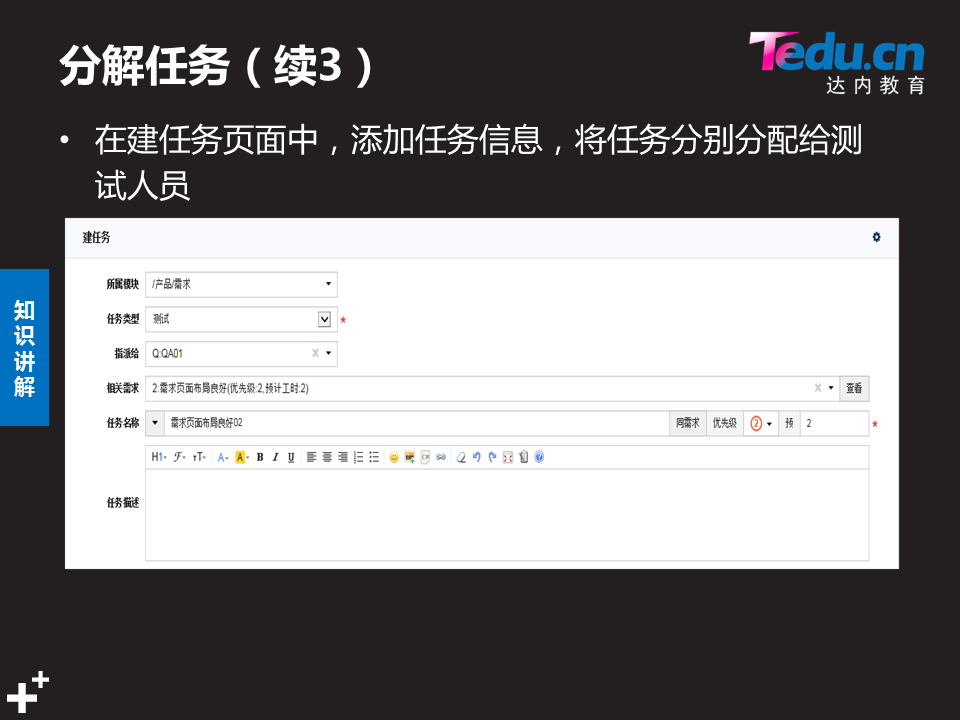 分解任务（续3）
Tedu.cn
达内教育
• 在建任务页面中，添加任务信息，将任务分别分配给测
试人员
知识讲解
建任务
所属模块 /产品/需求
任务类型 测试 *
指派给 Q:QA01 x
相关需求 2:需求页面布局良好(优先级:2,预计工时:2) x 查看
任务名称 需求页面布局良好02 同需求 优先级 2 预 2 *
H1 F тT A A B I U
任务描述